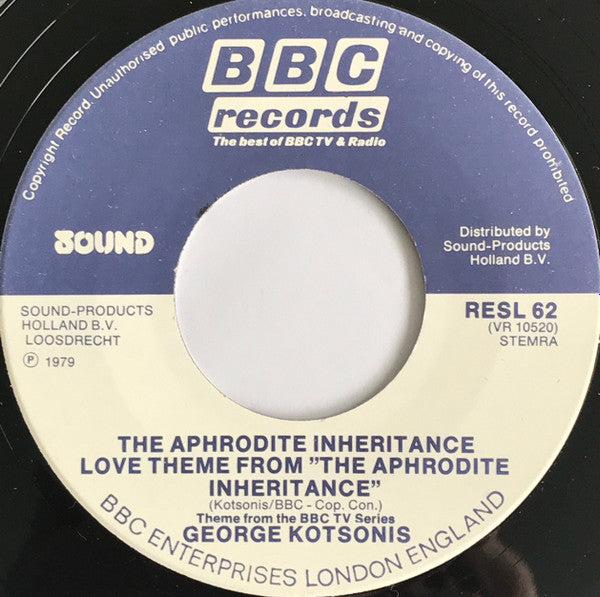 Copyright Record. Unauthorised public performances, broadcasting and copying of this record prohibited
BBC
records
The best of BBC TV & Radio
SOUND
Distributed by
Sound-Products
Holland B.V.
SOUND-PRODUCTS
HOLLAND B.V.
LOOSDRECHT
Ⓟ 1979
RESL 62
(VR 10520)
STEMRA
THE APHRODITE INHERITANCE
LOVE THEME FROM "THE APHRODITE
INHERITANCE"
(Kotsonis/BBC - Cop. Con.)
Theme from the BBC TV Series
GEORGE KOTSONIS
BBC ENTERPRISES LONDON ENGLAND